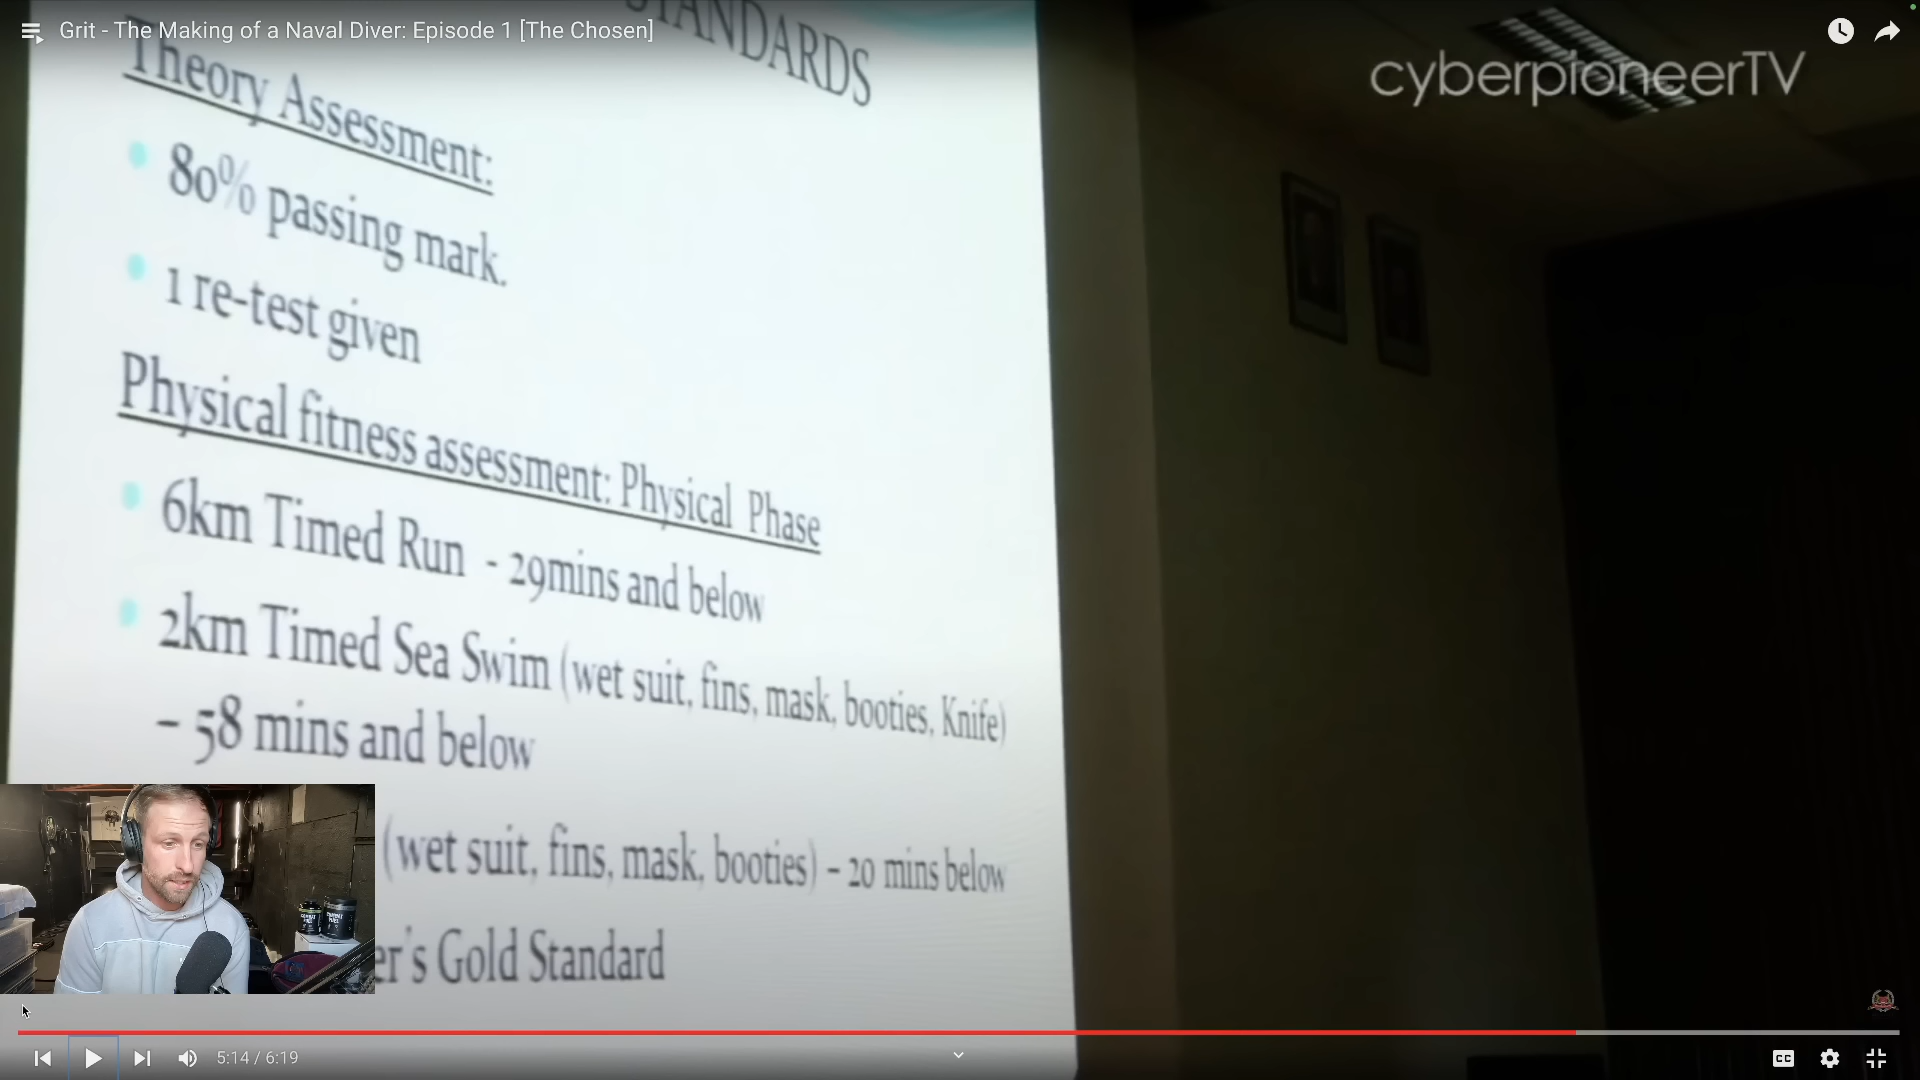 Grit - The Making of a Naval Diver: Episode 1 [The Chosen]
STANDARDS
cyberpioneerTV
Theory Assessment:
80% passing mark.
1 re-test given
Physical fitness assessment: Physical Phase
6km Timed Run - 29mins and below
2km Timed Sea Swim (wet suit, fins, mask, booties, Knife)
– 58 mins and below
(wet suit, fins, mask, booties) – 20 mins below
er's Gold Standard
5:14 / 6:19
CC